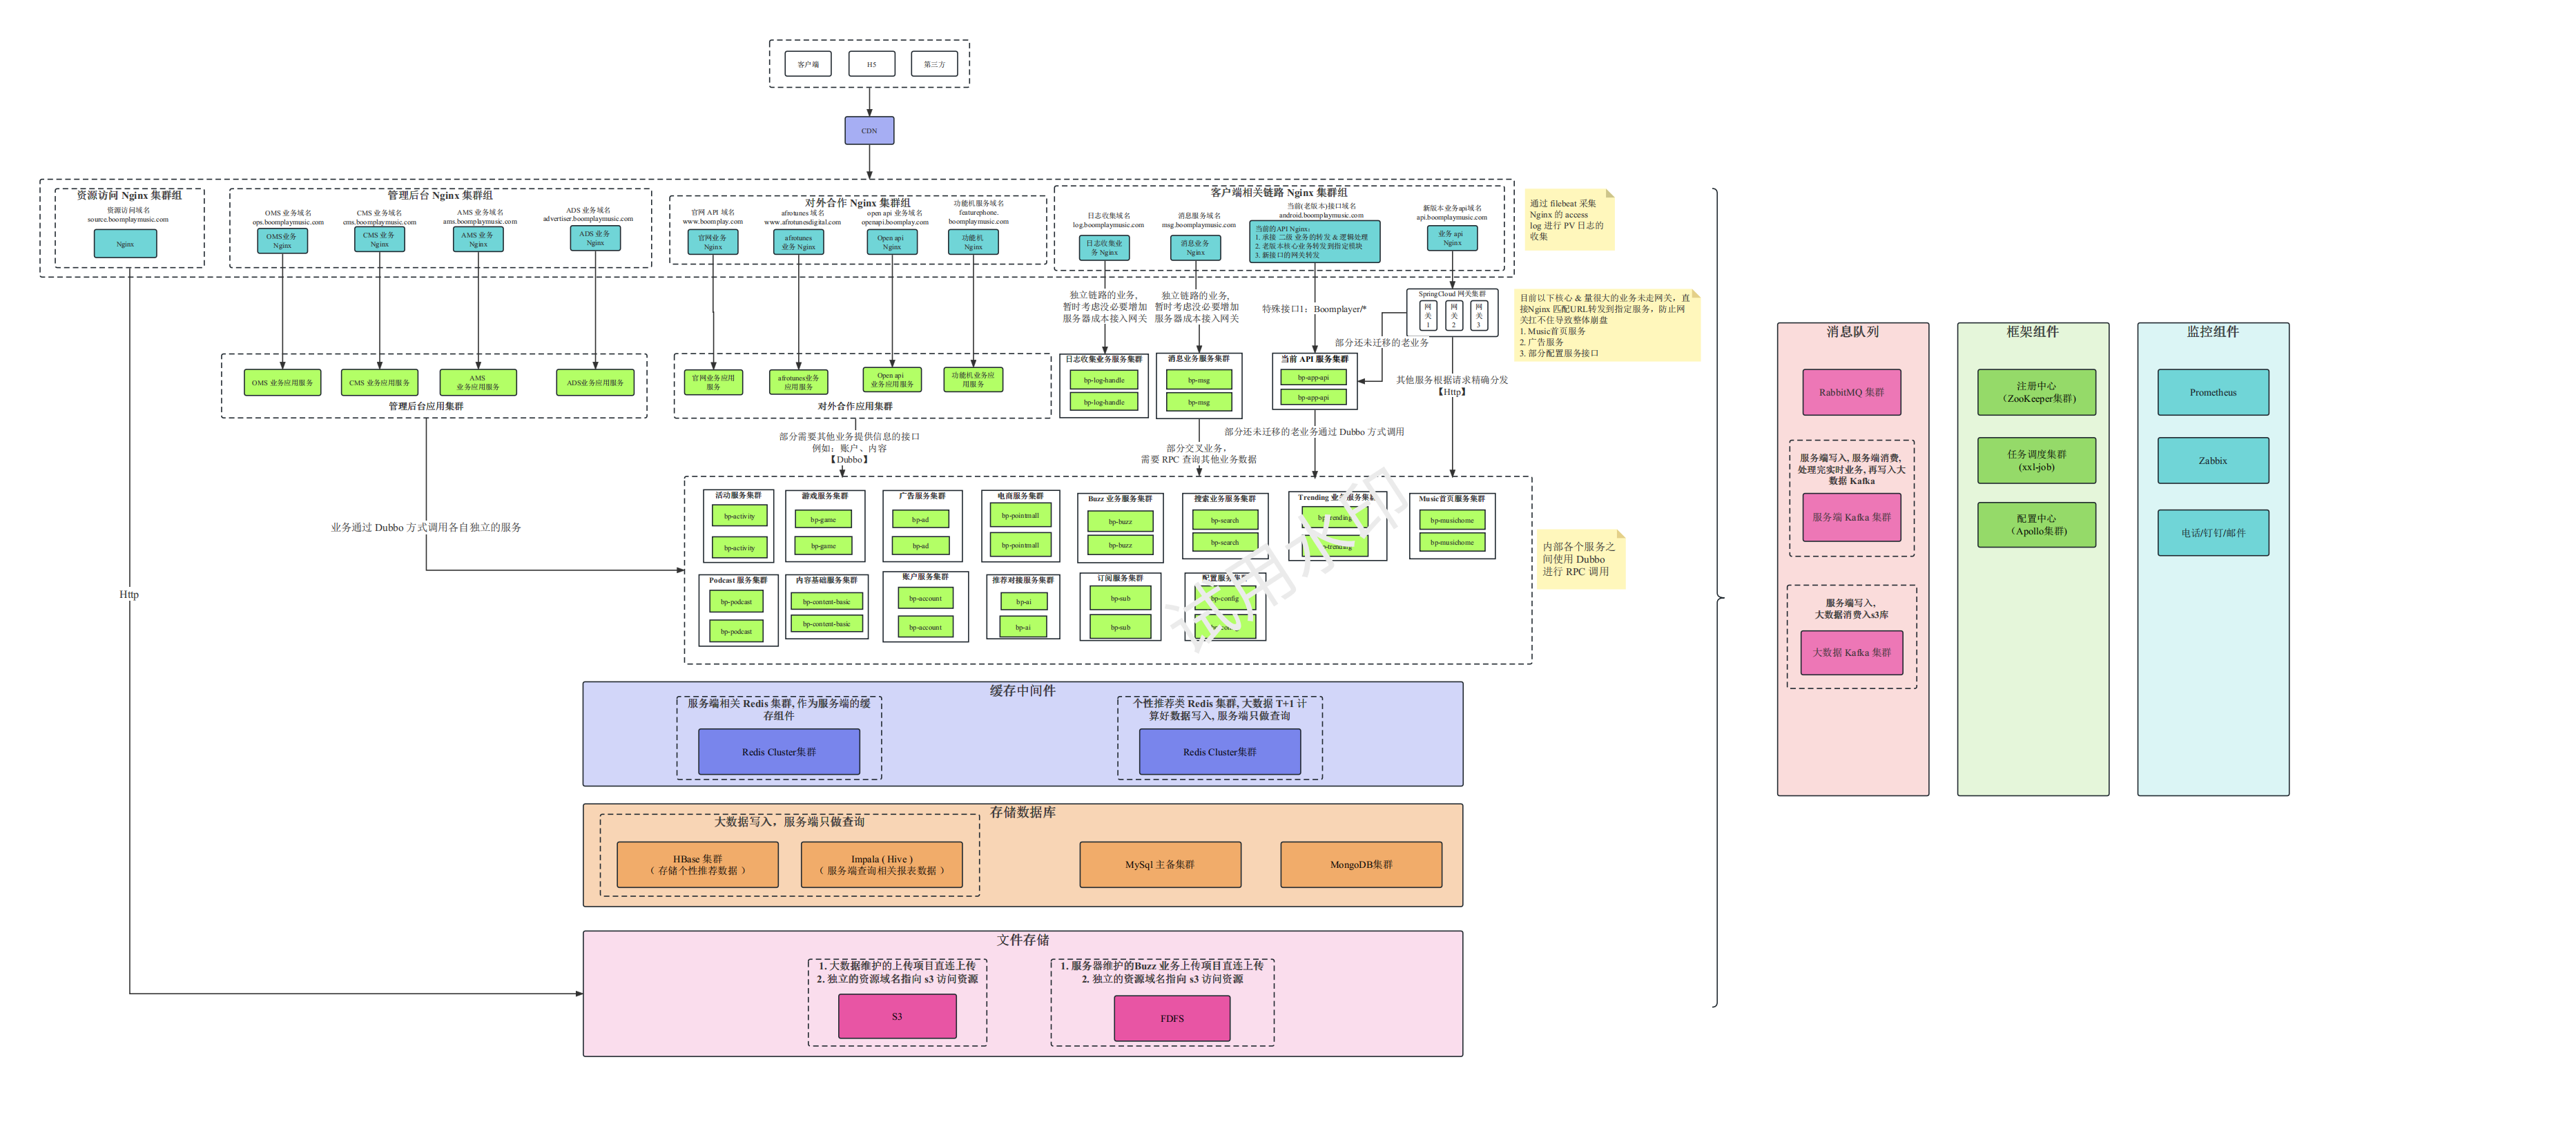 客户端
H5
第三方
CDN
资源访问 Nginx 集群组
资源访问域名
source.boomplaymusic.com
Nginx
管理后台 Nginx 集群组
OMS 业务域名
ops.boomplaymusic.com
OMS业务
Nginx
CMS 业务域名
cms.boomplaymusic.com
CMS 业务
Nginx
AMS 业务域名
ams.boomplaymusic.com
AMS 业务
Nginx
ADS 业务域名
advertiser.boomplaymusic.com
ADS 业务
Nginx
对外合作 Nginx 集群组
官网 API 域名
www.boomplay.com
官网业务
Nginx
afrotunes 域名
www.afrotunesdigital.com
afrotunes
业务 Nginx
open api 业务域名
openapi.boomplay.com
Open api
Nginx
功能机服务域名
featurephone.
boomplaymusic.com
功能机
Nginx
客户端相关链路 Nginx 集群组
日志收集域名
log.boomplaymusic.com
日志收集业
务 Nginx
消息服务域名
msg.boomplaymusic.com
消息业务
Nginx
当前(老版本)接口域名
android.boomplaymusic.com
当前的API Nginx：
1. 承接 二级 业务的转发 & 逻辑处理
2. 老版本核心业务转发到指定模块
3. 新接口的网关转发
新版本业务api域名
api.boomplaymusic.com
业务 api
Nginx
通过 filebeat 采集
Nginx 的 access
log 进行 PV 日志的
收集
独立链路的业务,
暂时考虑没必要增加
服务器成本接入网关
独立链路的业务,
暂时考虑没必要增加
服务器成本接入网关
特殊接口1：Boomplayer/*
SpringCloud 网关集群
网
关
1
网
关
2
网
关
3
部分还未迁移的老业务
目前以下核心 & 量很大的业务未走网关，直
接Nginx 匹配URL转发到指定服务，防止网
关扛不住导致整体崩盘
1. Music首页服务
2. 广告服务
3. 部分配置服务接口
OMS 业务应用服务
CMS 业务应用服务
AMS
业务应用服务
ADS业务应用服务
管理后台应用集群
官网业务应用
服务
afrotunes业务
应用服务
Open api
业务应用服务
功能机业务应
用服务
对外合作应用集群
日志收集业务服务集群
bp-log-handle
bp-log-handle
消息业务服务集群
bp-msg
bp-msg
当前 API 服务集群
bp-app-api
bp-app-api
其他服务根据请求精确分发
【Http】
部分需要其他业务提供信息的接口
例如：账户、内容
【Dubbo】
部分交叉业务，
需要 RPC 查询其他业务数据
部分还未迁移的老业务通过 Dubbo 方式调用
业务通过 Dubbo 方式调用各自独立的服务
Http
活动服务集群
bp-activity
bp-activity
游戏服务集群
bp-game
bp-game
广告服务集群
bp-ad
bp-ad
电商服务集群
bp-pointmall
bp-pointmall
Buzz 业务服务集群
bp-buzz
bp-buzz
搜索业务服务集群
bp-search
bp-search
Trending 业务服务集群
bp-trending
bp-trending
Music首页服务集群
bp-musichome
bp-musichome
Podcast 服务集群
bp-podcast
bp-podcast
内容基础服务集群
bp-content-basic
bp-content-basic
账户服务集群
bp-account
bp-account
推荐对接服务集群
bp-ai
bp-ai
订阅服务集群
bp-sub
bp-sub
配置服务集群
bp-config
bp-config
试用水印
内部各个服务之
间使用 Dubbo
进行 RPC 调用
缓存中间件
服务端相关 Redis 集群, 作为服务端的缓
存组件
Redis Cluster集群
个性推荐类 Redis 集群, 大数据 T+1 计
算好数据写入, 服务端只做查询
Redis Cluster集群
存储数据库
大数据写入，服务端只做查询
HBase 集群
（ 存储个性推荐数据 ）
Impala ( Hive )
（ 服务端查询相关报表数据 ）
MySql 主备集群
MongoDB集群
文件存储
1. 大数据维护的上传项目直连上传
2. 独立的资源域名指向 s3 访问资源
S3
1. 服务器维护的Buzz 业务上传项目直连上传
2. 独立的资源域名指向 s3 访问资源
FDFS
消息队列
RabbitMQ 集群
服务端写入, 服务端消费,
处理完实时业务, 再写入大
数据 Kafka
服务端 Kafka 集群
服务端写入,
大数据消费入s3库
大数据 Kafka 集群
框架组件
注册中心
（ZooKeeper集群)
任务调度集群
(xxl-job)
配置中心
（Apollo集群)
监控组件
Prometheus
Zabbix
电话/钉钉/邮件